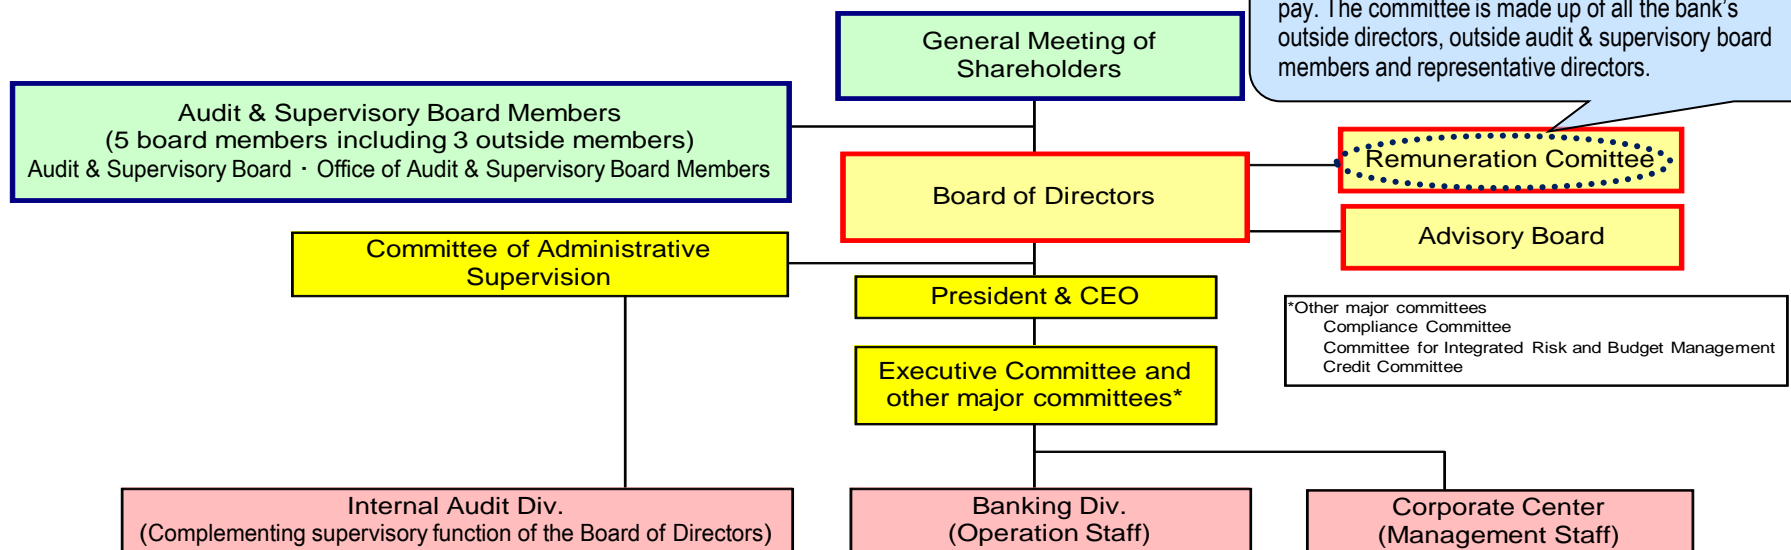 pay. The committee is made up of all the bank's
outside directors, outside audit & supervisory board
members and representative directors.
General Meeting of
Shareholders
Audit & Supervisory Board Members
(5 board members including 3 outside members)
Audit & Supervisory Board・Office of Audit & Supervisory Board Members
Remuneration Comittee
Board of Directors
Advisory Board
Committee of Administrative
Supervision
President & CEO
*Other major committees
Compliance Committee
Committee for Integrated Risk and Budget Management
Credit Committee
Executive Committee and
other major committees*
Internal Audit Div.
(Complementing supervisory function of the Board of Directors)
Banking Div.
(Operation Staff)
Corporate Center
(Management Staff)